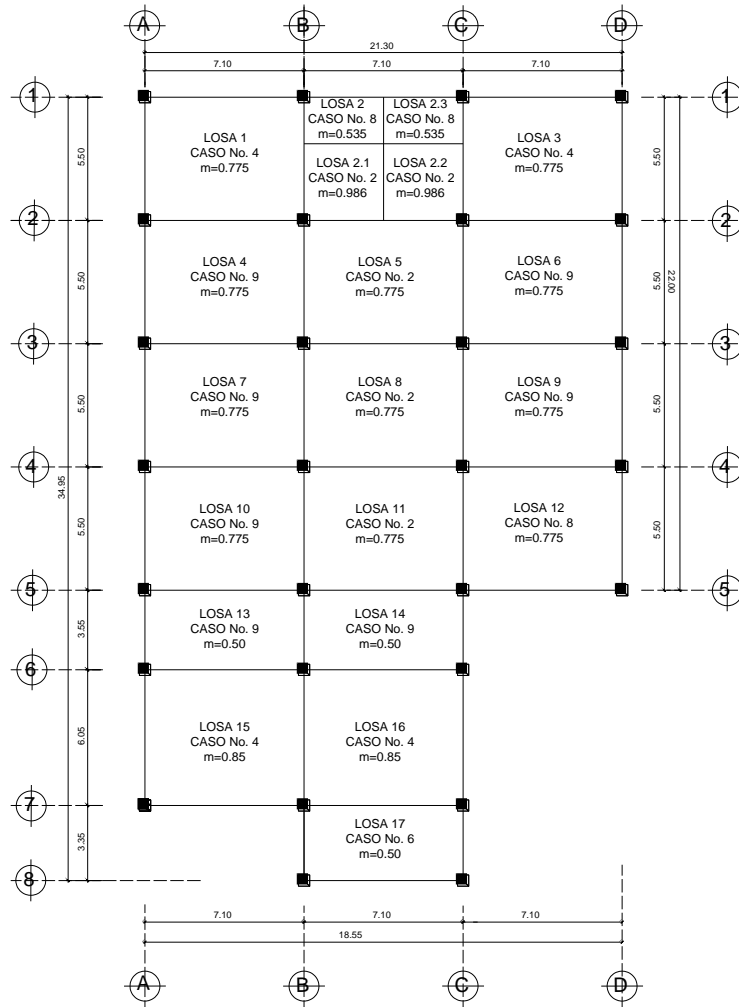 A B C D
21.30
7.10 7.10 7.10
1 1
LOSA 1
CASO No. 4
m=0.775
LOSA 2
CASO No. 8
m=0.535
LOSA 2.3
CASO No. 8
m=0.535
LOSA 2.1
CASO No. 2
m=0.986
LOSA 2.2
CASO No. 2
m=0.986
LOSA 3
CASO No. 4
m=0.775
5.50 5.50
2 2
LOSA 4
CASO No. 9
m=0.775
LOSA 5
CASO No. 2
m=0.775
LOSA 6
CASO No. 9
m=0.775
5.50 5.50 22.00
3 3
LOSA 7
CASO No. 9
m=0.775
LOSA 8
CASO No. 2
m=0.775
LOSA 9
CASO No. 9
m=0.775
5.50 5.50
4 4
34.95
LOSA 10
CASO No. 9
m=0.775
LOSA 11
CASO No. 2
m=0.775
LOSA 12
CASO No. 8
m=0.775
5.50 5.50
5 5
LOSA 13
CASO No. 9
m=0.50
LOSA 14
CASO No. 9
m=0.50
3.55
6
LOSA 15
CASO No. 4
m=0.85
LOSA 16
CASO No. 4
m=0.85
6.05
7
LOSA 17
CASO No. 6
m=0.50
3.35
8
7.10 7.10 7.10
18.55
A B C D